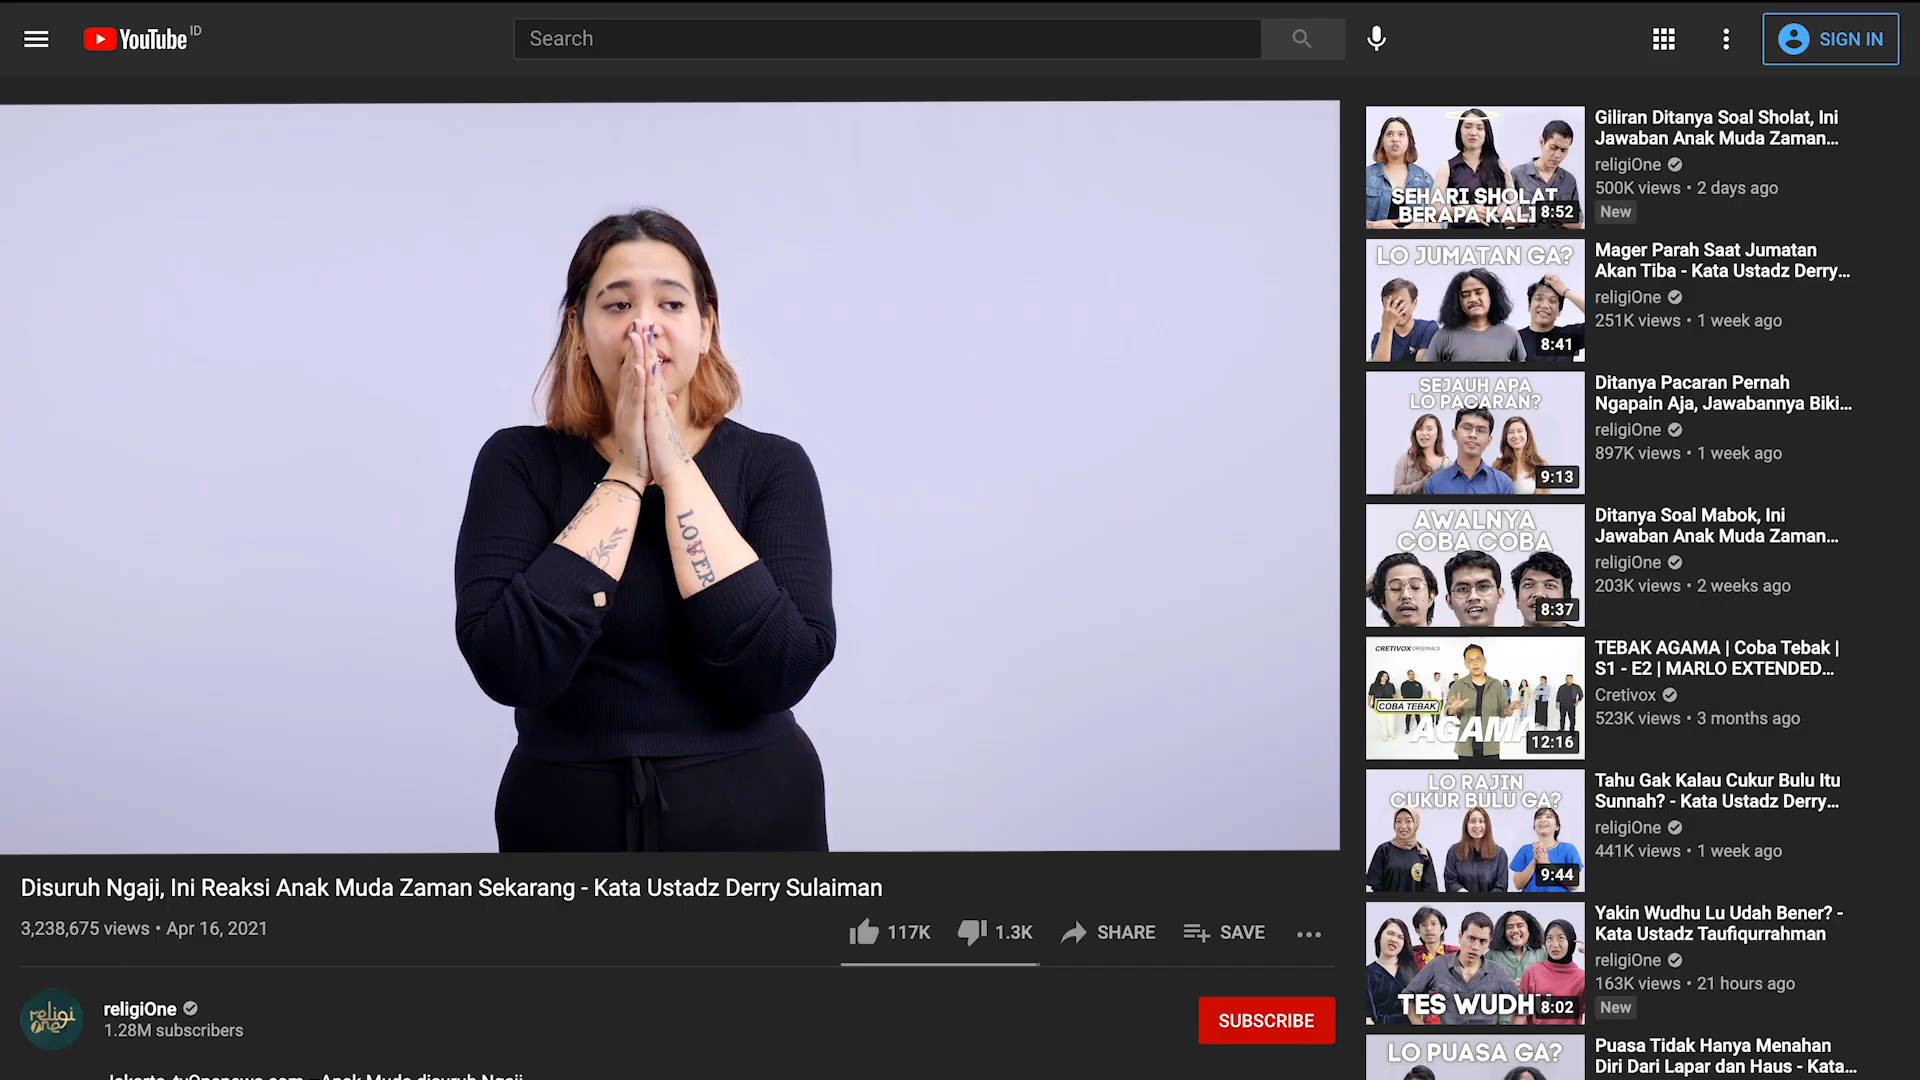 YouTube ID
Search
SIGN IN
LOVER
Disuruh Ngaji, Ini Reaksi Anak Muda Zaman Sekarang - Kata Ustadz Derry Sulaiman
3,238,675 views • Apr 16, 2021
117K
1.3K
SHARE
SAVE
religi one
religiOne
1.28M subscribers
SUBSCRIBE
Jakarta, tvOnenews.com - Anak Muda disuruh Ngaji
SEHARI SHOLAT
BERAPA KALI
8:52
Giliran Ditanya Soal Sholat, Ini
Jawaban Anak Muda Zaman...
religiOne
500K views • 2 days ago
New
LO JUMATAN GA?
8:41
Mager Parah Saat Jumatan
Akan Tiba - Kata Ustadz Derry...
religiOne
251K views • 1 week ago
SEJAUH APA
LO PACARAN?
9:13
Ditanya Pacaran Pernah
Ngapain Aja, Jawabannya Biki...
religiOne
897K views • 1 week ago
AWALNYA
COBA COBA
8:37
Ditanya Soal Mabok, Ini
Jawaban Anak Muda Zaman...
religiOne
203K views • 2 weeks ago
CRETIVOX ORIGINALS
COBA TEBAK
AGAMA
12:16
TEBAK AGAMA | Coba Tebak |
S1 - E2 | MARLO EXTENDED...
Cretivox
523K views • 3 months ago
LO RAJIN
CUKUR BULU GA?
9:44
Tahu Gak Kalau Cukur Bulu Itu
Sunnah? - Kata Ustadz Derry...
religiOne
441K views • 1 week ago
TES WUDHU
8:02
Yakin Wudhu Lu Udah Bener? -
Kata Ustadz Taufiqurrahman
religiOne
163K views • 21 hours ago
New
LO PUASA GA?
Puasa Tidak Hanya Menahan
Diri Dari Lapar dan Haus - Kata...